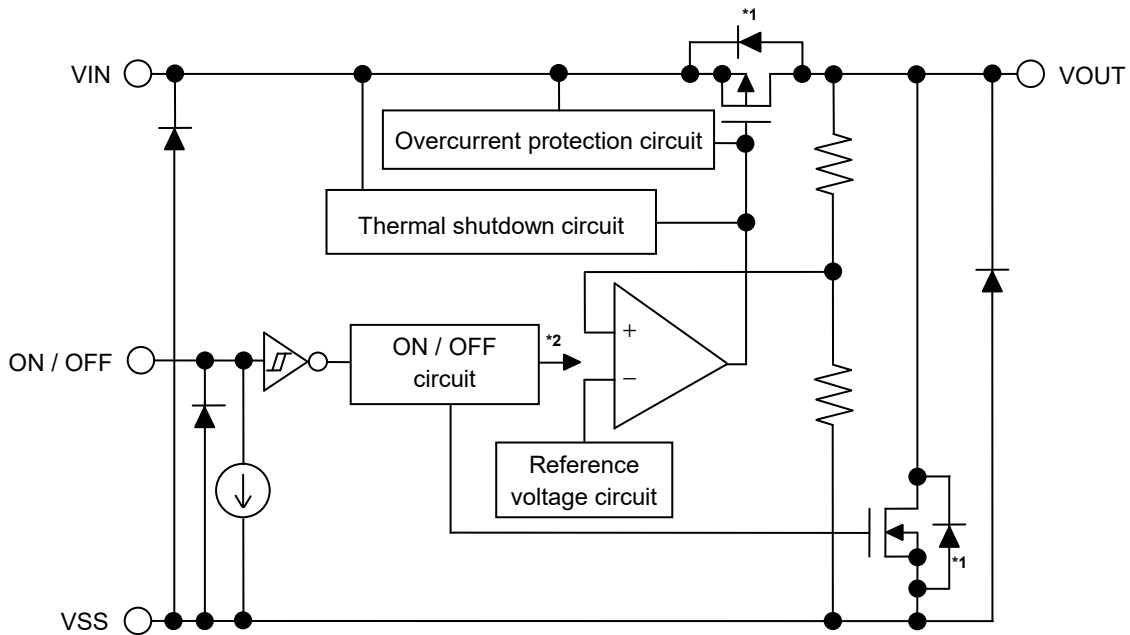 *1
VIN
VOUT
Overcurrent protection circuit
Thermal shutdown circuit
+
ON / OFF
ON / OFF
circuit
*2
−
Reference
voltage circuit
*1
VSS